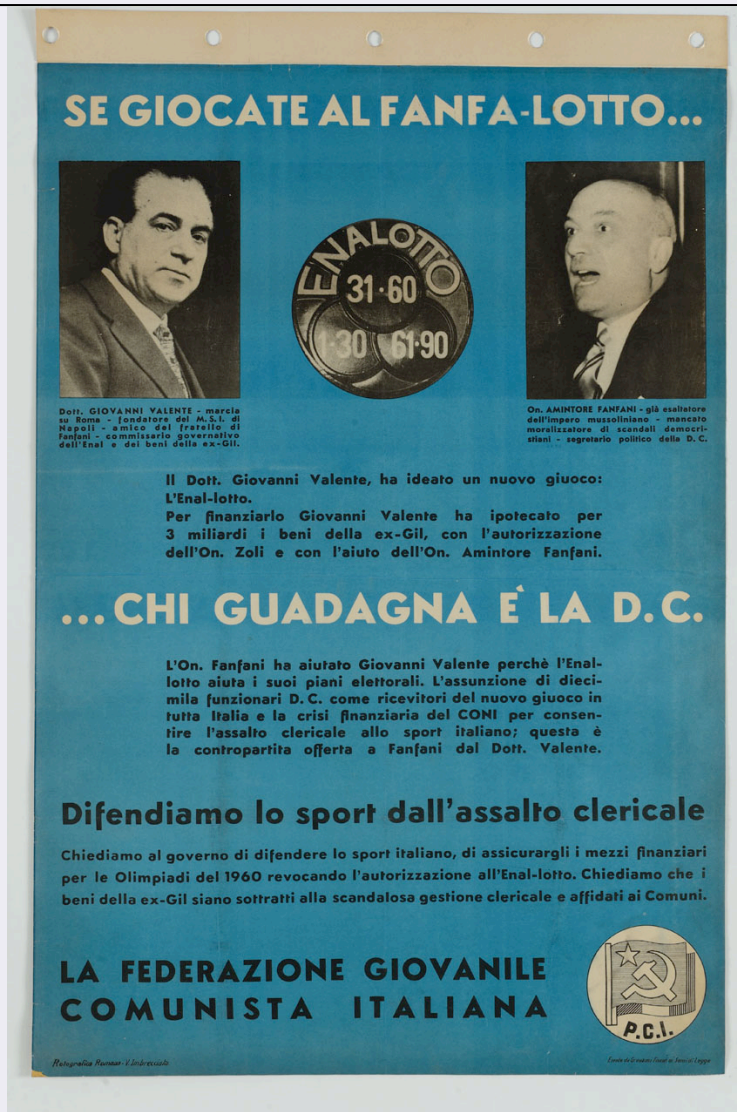 SE GIOCATE AL FANFA-LOTTO...
ENALOTTO
31·60
1·30 61·90
Dott. GIOVANNI VALENTE - marcia
su Roma - fondatore del M.S.I. di
Napoli - amico del fratello di
Fanfani - commissario governativo
dell'Enal e dei beni della ex-Gil.
On. AMINTORE FANFANI - già esaltatore
dell'impero mussoliniano - mancato
moralizzatore di scandali democri-
stiani - segretario politico della D. C.
Il Dott. Giovanni Valente, ha ideato un nuovo giuoco:
L'Enal-lotto.
Per finanziarlo Giovanni Valente ha ipotecato per
3 miliardi i beni della ex-Gil, con l'autorizzazione
dell'On. Zoli e con l'aiuto dell'On. Amintore Fanfani.
...CHI GUADAGNA E' LA D.C.
L'On. Fanfani ha aiutato Giovanni Valente perchè l'Enal-
lotto aiuta i suoi piani elettorali. L'assunzione di dieci-
mila funzionari D. C. come ricevitori del nuovo giuoco in
tutta Italia e la crisi finanziaria del CONI per consen-
tire l'assalto clericale allo sport italiano; questa è
la contropartita offerta a Fanfani dal Dott. Valente.
Difendiamo lo sport dall'assalto clericale
Chiediamo al governo di difendere lo sport italiano, di assicurargli i mezzi finanziari
per le Olimpiadi del 1960 revocando l'autorizzazione all'Enal-lotto. Chiediamo che i
beni della ex-Gil siano sottratti alla scandalosa gestione clericale e affidati ai Comuni.
LA FEDERAZIONE GIOVANILE
COMUNISTA ITALIANA
P.C.I.
Rotografica Romana - V.